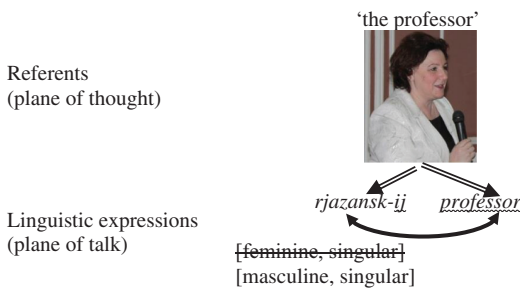 ‘the professor’
Referents
(plane of thought)
rjazansk-ij professor
Linguistic expressions
(plane of talk)
[feminine, singular]
[masculine, singular]